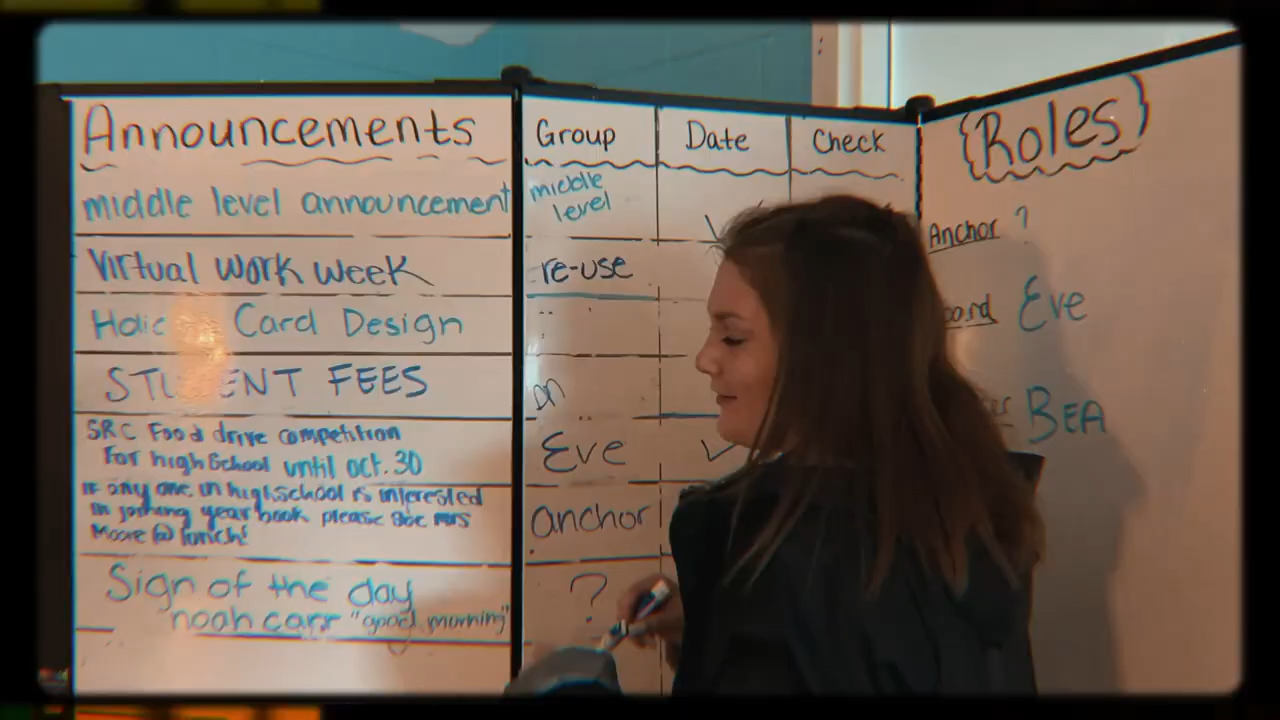 Announcements
middle level announcement
Virtual work week
Card Design
STUDENT FEES
SRC Food drive competition
For high School until oct. 30
if any one in highschool is interested
in joining year book please see mrs
Moore @ lunch!
Sign of the day
noah carr "good morning"
Group
middle
level
re-use
Eve
anchor
?
Date
Check
{Roles}
Anchor ?
Eve
BEA